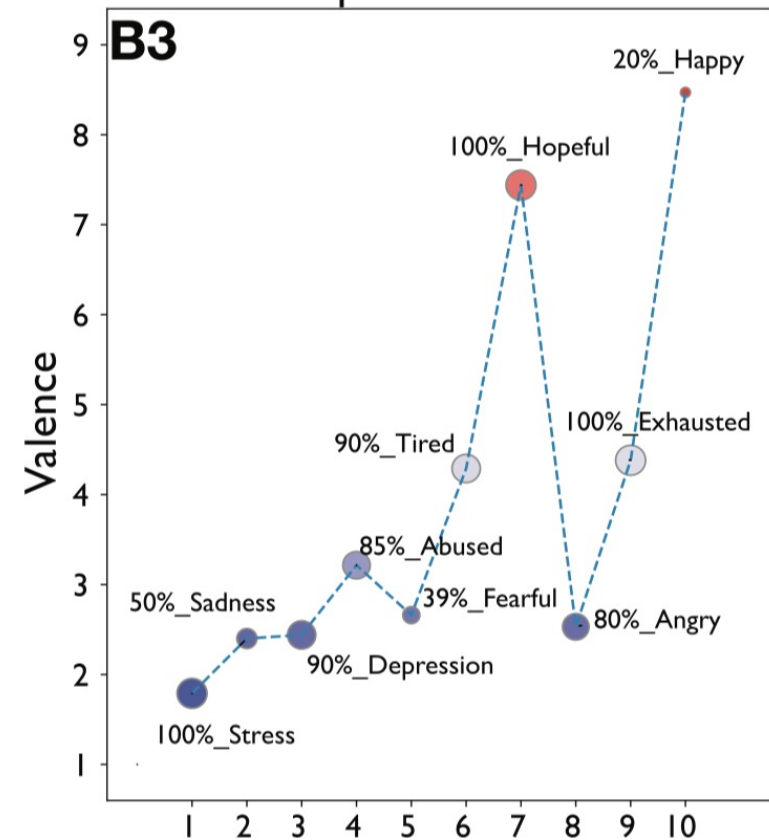 B3
9
20%_Happy
8
100%_Hopeful
7
6
5
100%_Exhausted
90%_Tired
Valence
4
85%_Abused
3
39%_Fearful
50%_Sadness
80%_Angry
90%_Depression
2
100%_Stress
1
1 2 3 4 5 6 7 8 9 10